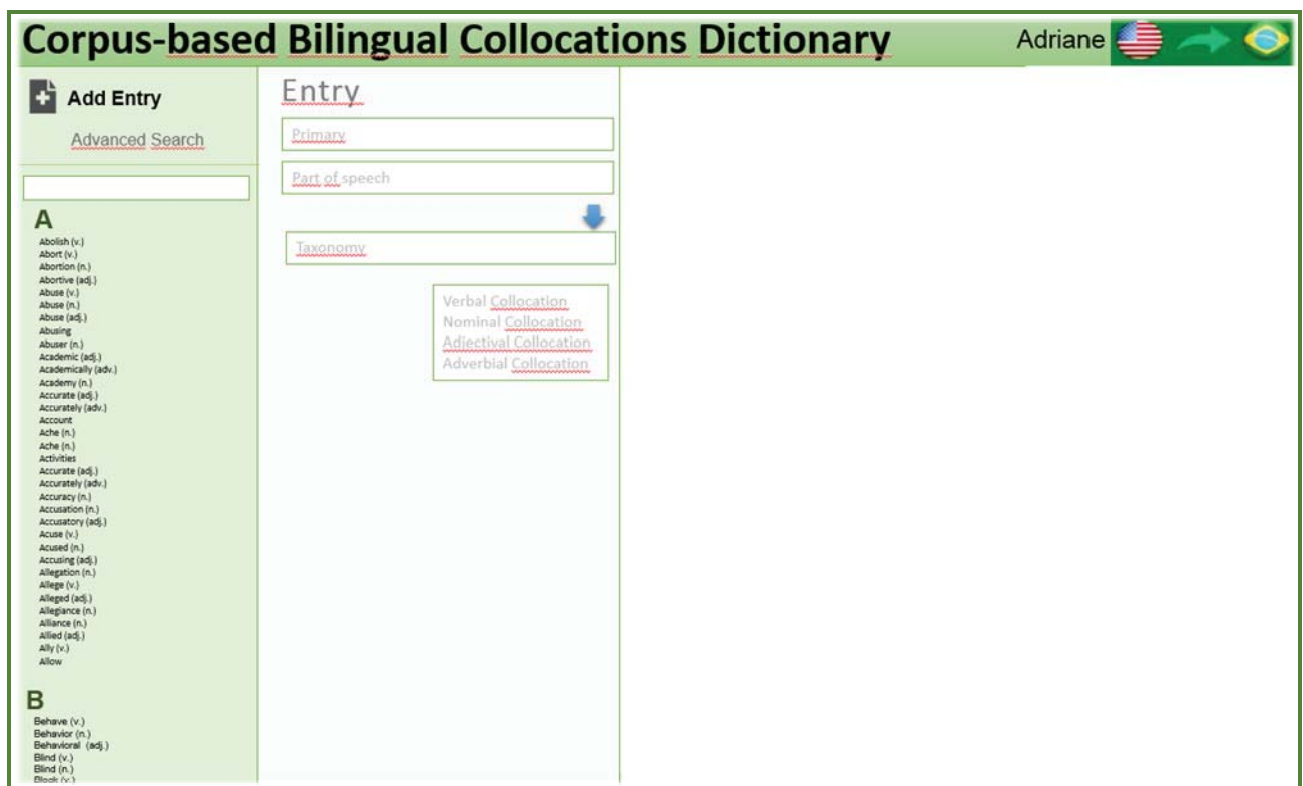 Corpus-based Bilingual Collocations Dictionary
Adriane
Add Entry
Advanced Search
A
Abolish (v.)
Abort (v.)
Abortion (n.)
Abortive (adj.)
Abuse (v.)
Abuse (n.)
Abuse (adj.)
Abusing
Abuser (n.)
Academic (adj.)
Academically (adv.)
Academy (n.)
Accurate (adj.)
Accurately (adv.)
Account
Ache (n.)
Ache (n.)
Activities
Accurate (adj.)
Accurately (adv.)
Accuracy (n.)
Accusation (n.)
Accusatory (adj.)
Acuse (v.)
Acused (n.)
Accusing (adj.)
Allegation (n.)
Allege (v.)
Alleged (adj.)
Allegiance (n.)
Alliance (n.)
Allied (adj.)
Ally (v.)
Allow
B
Behave (v.)
Behavior (n.)
Behavioral (adj.)
Blind (v.)
Blind (n.)
Block (v.)
Entry
Primary
Part of speech
Taxonomy
Verbal Collocation
Nominal Collocation
Adjectival Collocation
Adverbial Collocation